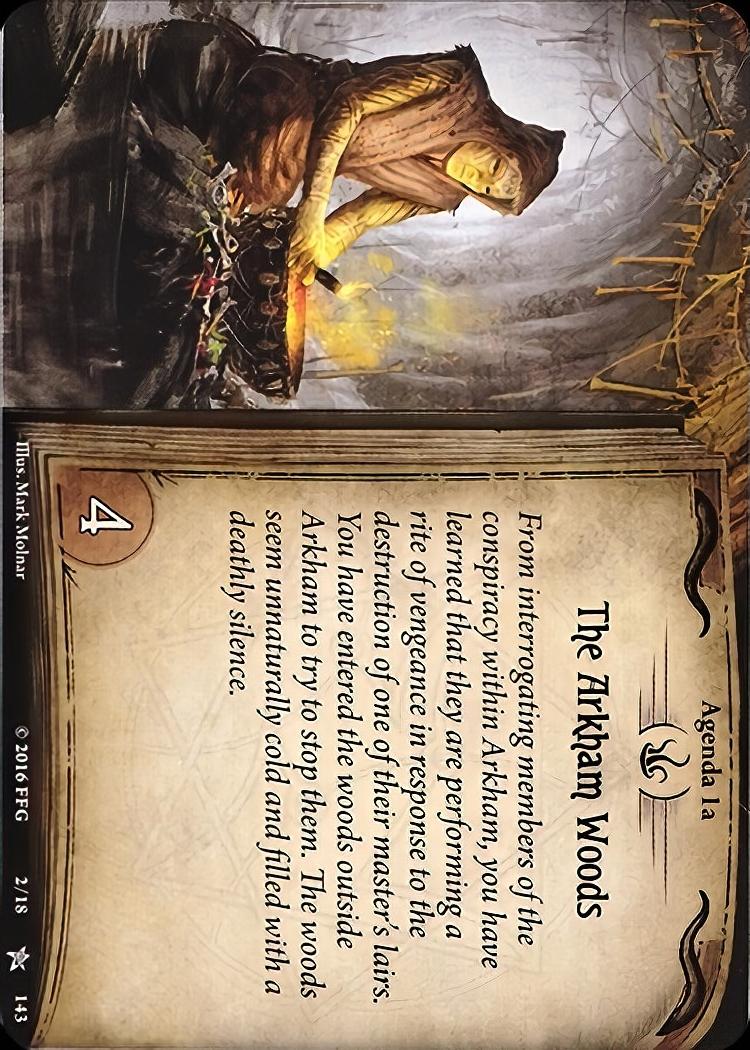 Agenda 1a
The Arkham Woods
From interrogating members of the
conspiracy within Arkham, you have
learned that they are performing a
rite of vengeance in response to the
destruction of one of their master's lairs.
You have entered the woods outside
Arkham to try to stop them. The woods
seem unnaturally cold and filled with a
deathly silence.
4
Illus. Mark Molnar
© 2016 FFG
2/18
143